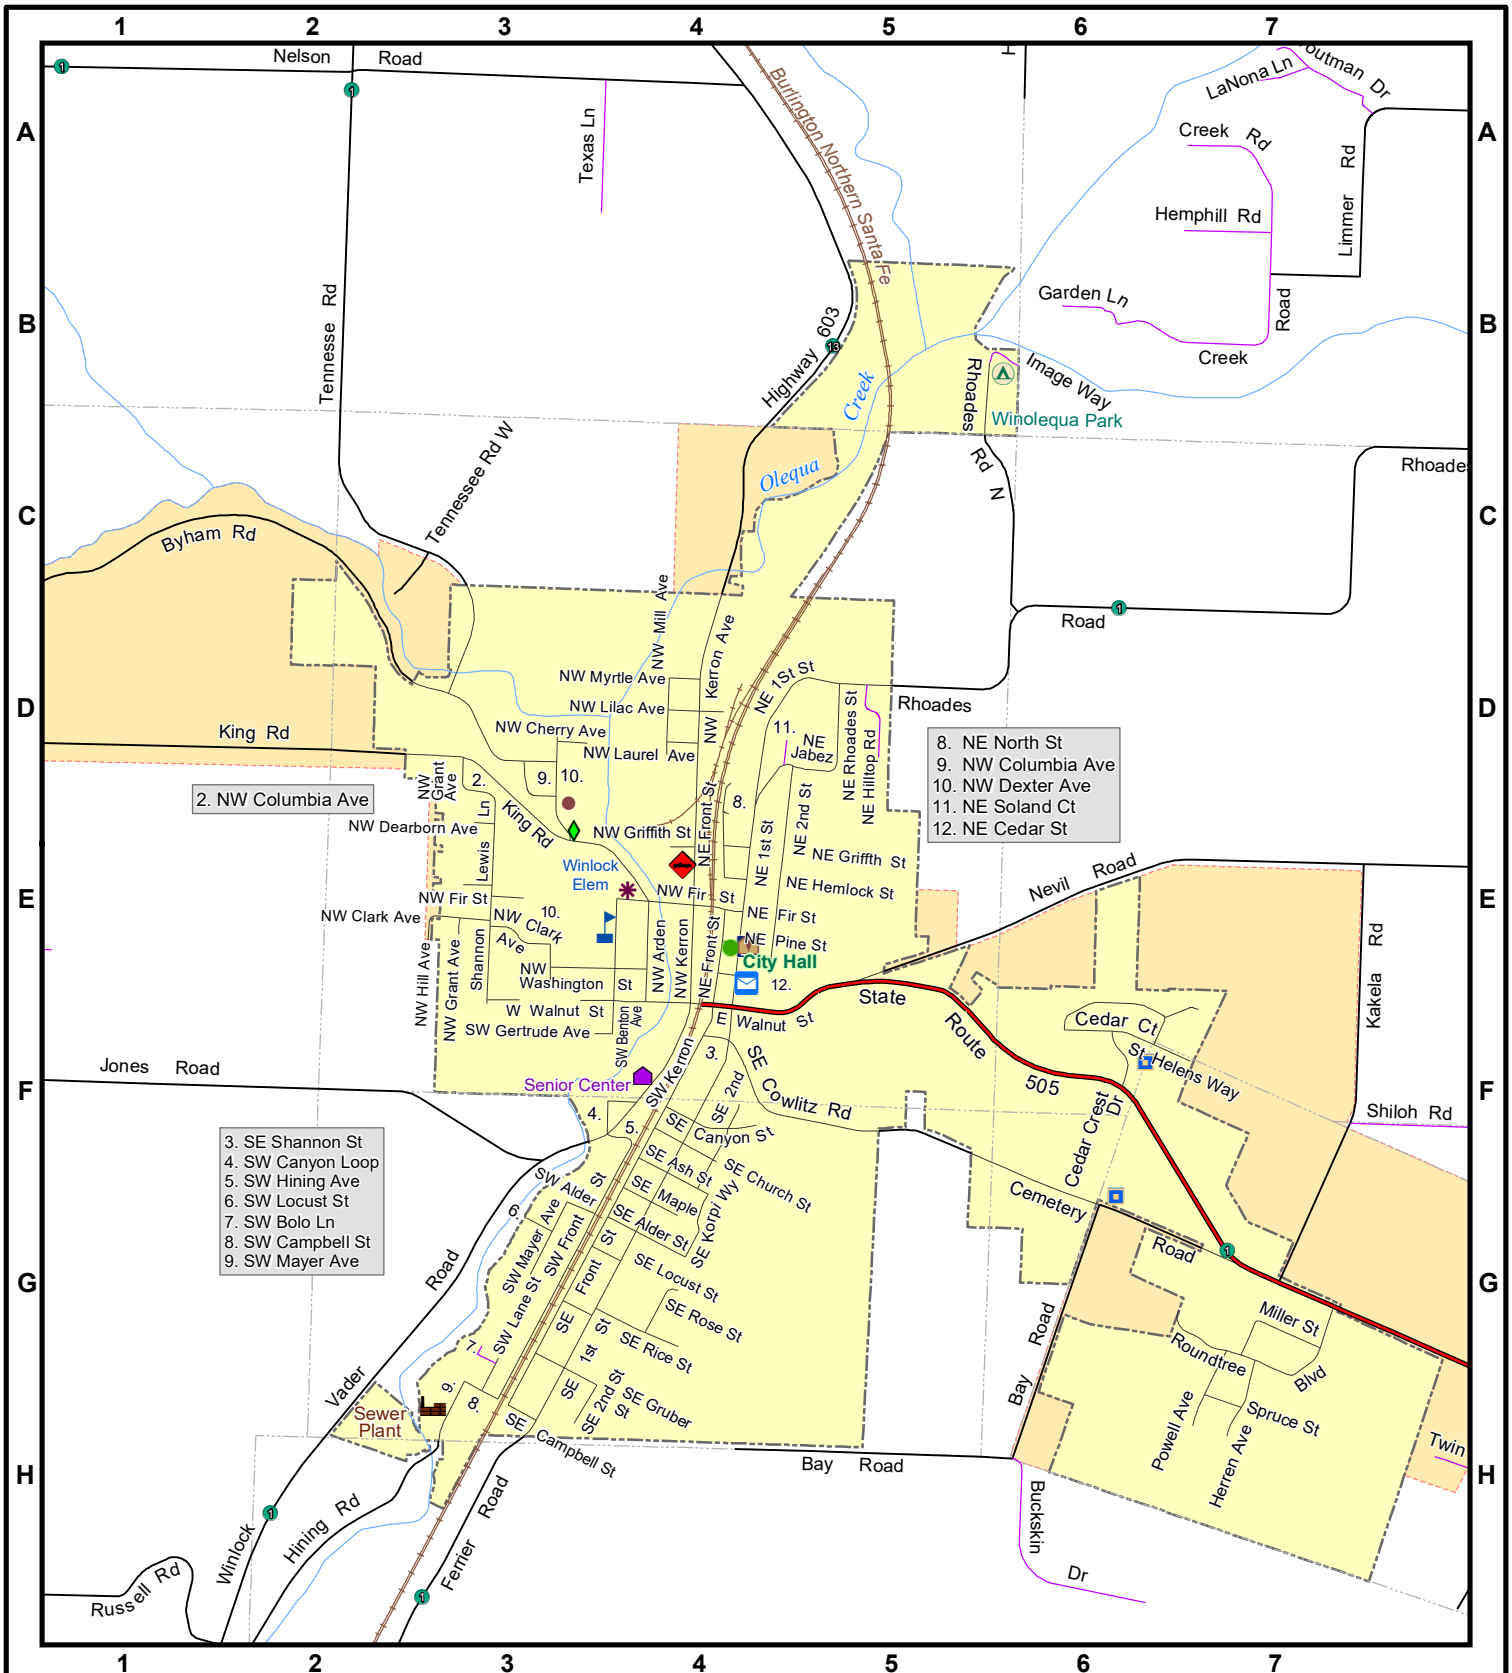 1 2 3 4 5 6 7
A
A
B
B
C
C
D
D
E
E
F
F
G
G
H
H
Nelson Road
1
1
Texas Ln
Burlington Northern Santa Fe
H
LaNona Ln
outman Dr
Creek Rd
Hemphill Rd
Limmer Rd
Garden Ln
Creek Road
Tennesse Rd
Highway 603
13
Creek
Olequa
Rhoades Rd N
Image Way
Winolequa Park
Rhoades
Byham Rd
Tennessee Rd W
NW Mill Ave
NW Kerron Ave
Road
1
NW Myrtle Ave
NW Lilac Ave
NW Cherry Ave
NW Laurel Ave
NE 1St St
11.
NE Jabez
NE Rhoades St
NE Hilltop Rd
Rhoades
King Rd
8. NE North St
9. NW Columbia Ave
10. NW Dexter Ave
11. NE Soland Ct
12. NE Cedar St
2. NW Columbia Ave
NW Grant Ave
2.
9.
10.
8.
NW Dearborn Ave
Lewis Ln
King Rd
NW Griffith St
NE Front St
NE 1st St
NE 2nd St
NE Griffth St
Winlock
Elem
NW Fir St
NE Hemlock St
Nevil Road
NW Fir St
NW Clark Ave
NW Clark Ave
10.
NE Fir St
NE Pine St
City Hall
12.
NW Hill Ave
NW Grant Ave
Shannon
NW Washington St
NW Arden
NW Kerron
NE Front St
W Walnut St
SW Gertrude Ave
SW Benton Ave
E Walnut St
State Route 505
Kakela Rd
Cedar Ct
St Helens Way
Cedar Crest Dr
Jones Road
Senior Center
SW Kerron
3.
SE 2nd
SE Cowlitz Rd
Shiloh Rd
3. SE Shannon St
4. SW Canyon Loop
5. SW Hining Ave
6. SW Locust St
7. SW Bolo Ln
8. SW Campbell St
9. SW Mayer Ave
4.
5.
SE Canyon St
SE Ash St
SE Church St
SE Maple
SE Korpi Wy
SW Alder St
SE Alder St
6.
SW Mayer Ave
SW Front
SW Lane St
SE Front St
SE Locust St
SE Rose St
SE Rice St
SE 1st St
SE 2nd St
SE Gruber St
7.
9.
8.
SE Campbell St
Cemetery Road
1
Miller St
Roundtree Blvd
Powell Ave
Herren Ave
Spruce St
Twin
Bay Road
Bay Road
Buckskin Dr
Sewer
Plant
Winlock Vader Road
1
Hining Rd
Russell Rd
Ferrier Road
1
1 2 3 4 5 6 7